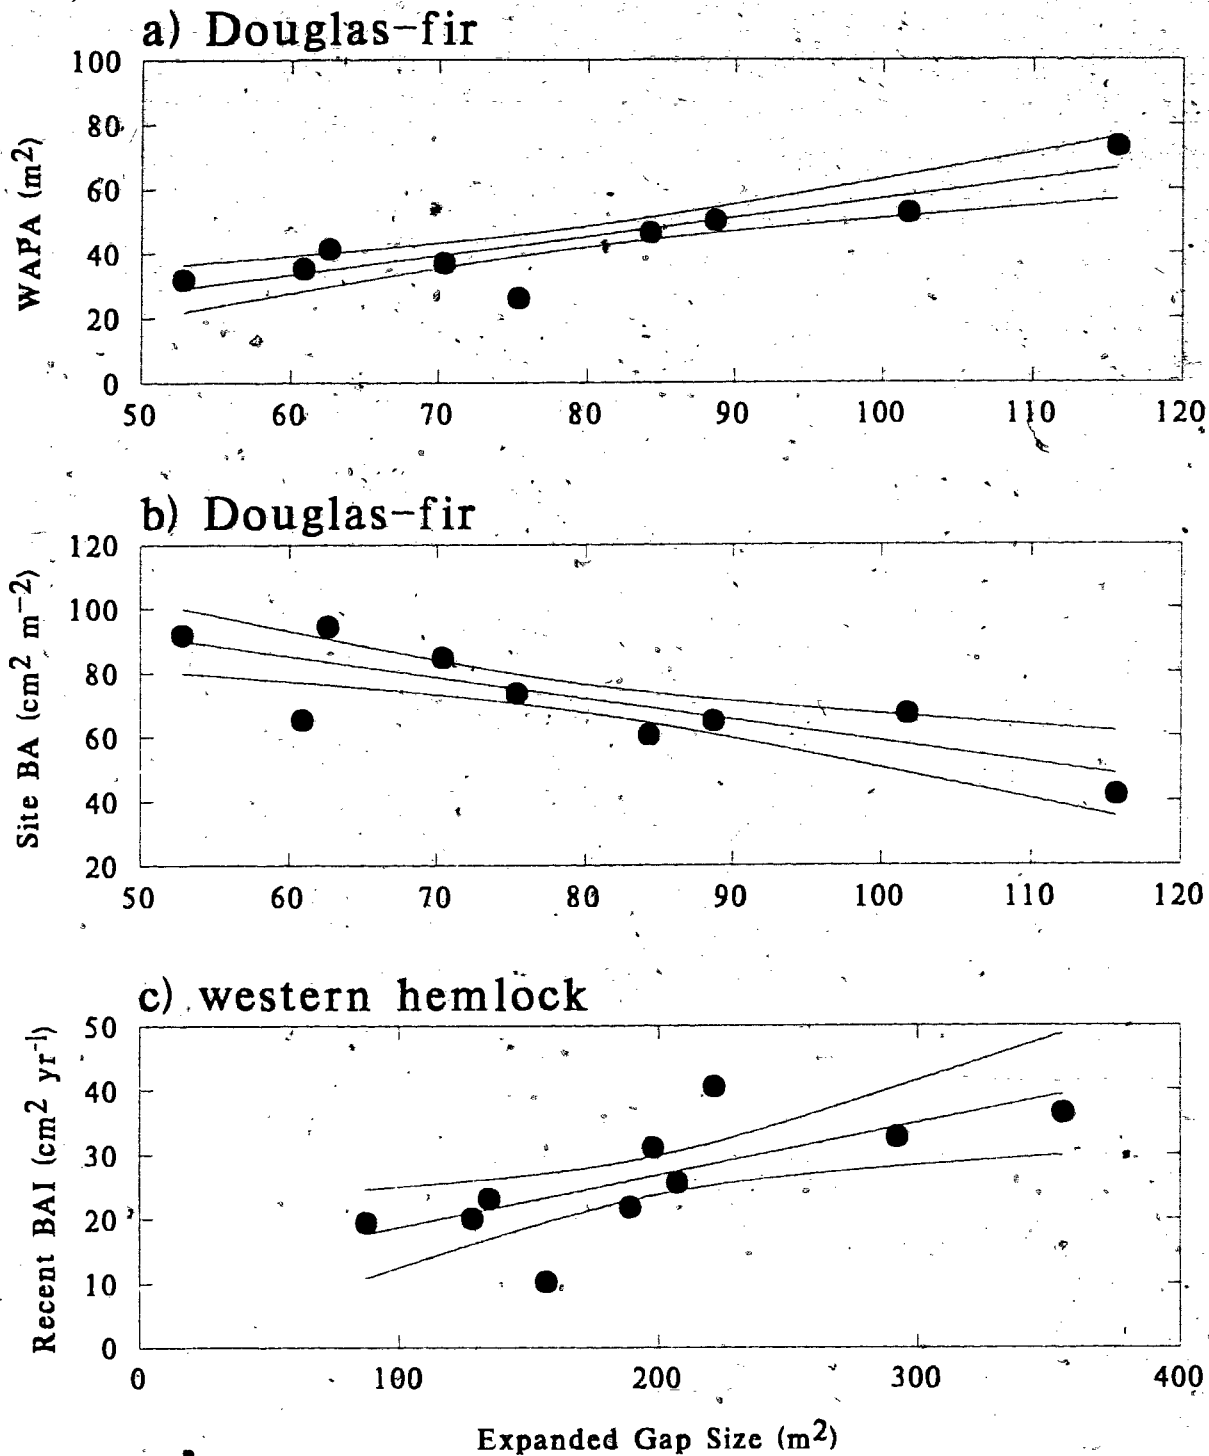 a) Douglas-fir
100
80
60
40
20
0
WAPA (m²)
50 60 70 80 90 100 110 120
b) Douglas-fir
120
100
80
60
40
20
Site BA (cm² m⁻²)
50 60 70 80 90 100 110 120
c) western hemlock
50
40
30
20
10
0
Recent BAI (cm² yr⁻¹)
0 100 200 300 400
Expanded Gap Size (m²)